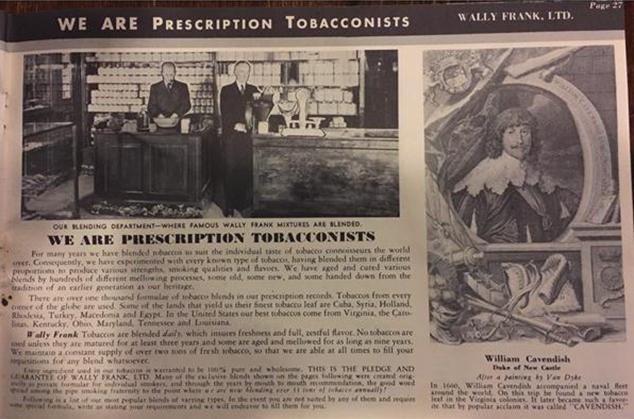 Page 27
WE ARE PRESCRIPTION TOBACCONISTS
WALLY FRANK, LTD.
OUR BLENDING DEPARTMENT—WHERE FAMOUS WALLY FRANK MIXTURES ARE BLENDED.
WE ARE PRESCRIPTION TOBACCONISTS
For many years we have blended tobaccos to suit the individual taste of tobacco connoisseurs the world
over. Consequently, we have experimented with every known type of tobacco, having blended them in different
proportions to produce various strengths, smoking qualities and flavors. We have aged and cured various
blends by hundreds of different mellowing processes, some old, some new, and some handed down from the
tradition of an earlier generation as our heritage.
There are over one thousand formulae of tobacco blends in our prescription records. Tobaccos from every
corner of the globe are used. Some of the lands that yield us their finest tobacco leaf are Cuba, Syria, Holland,
Rhodesia, Turkey, Macedonia and Egypt. In the United States our best tobaccos come from Virginia, the Caro-
linas, Kentucky, Ohio, Maryland, Tennessee and Louisiana.
Wally Frank Tobaccos are blended daily, which insures freshness and full, zestful flavor. No tobaccos are
used unless they are matured for at least three years and some are aged and mellowed for as long as nine years.
We maintain a constant supply of over two tons of fresh tobacco, so that we are able at all times to fill your
requisitions for any blend whatsoever.
Every ingredient used in our tobacco is warranted to be 100% pure and wholesome. THIS IS THE PLEDGE AND
GUARANTEE OF WALLY FRANK, LTD. Many of the exclusive blends shown on the pages following were created orig-
inally as private formulae for individual smokers, and through the years by mouth to mouth recommendation, the good word
spread among the pipe smoking fraternity to the point where we are now blending over 51 tons of tobacco annually!
Following is a list of our most popular blends of varying types. In the event you are not suited by any of them and require
some special formula, write us stating your requirements and we will endeavor to fill them for you.
William Cavendish
Duke of New Castle
After a painting by Van Dyke
In 1660, William Cavendish accompanied a naval fleet
around the world. On this trip he found a new tobacco
leaf in the Virginia colonies. It later became such a favor-
ite that by popular acclaim it was called "CAVENDISH."